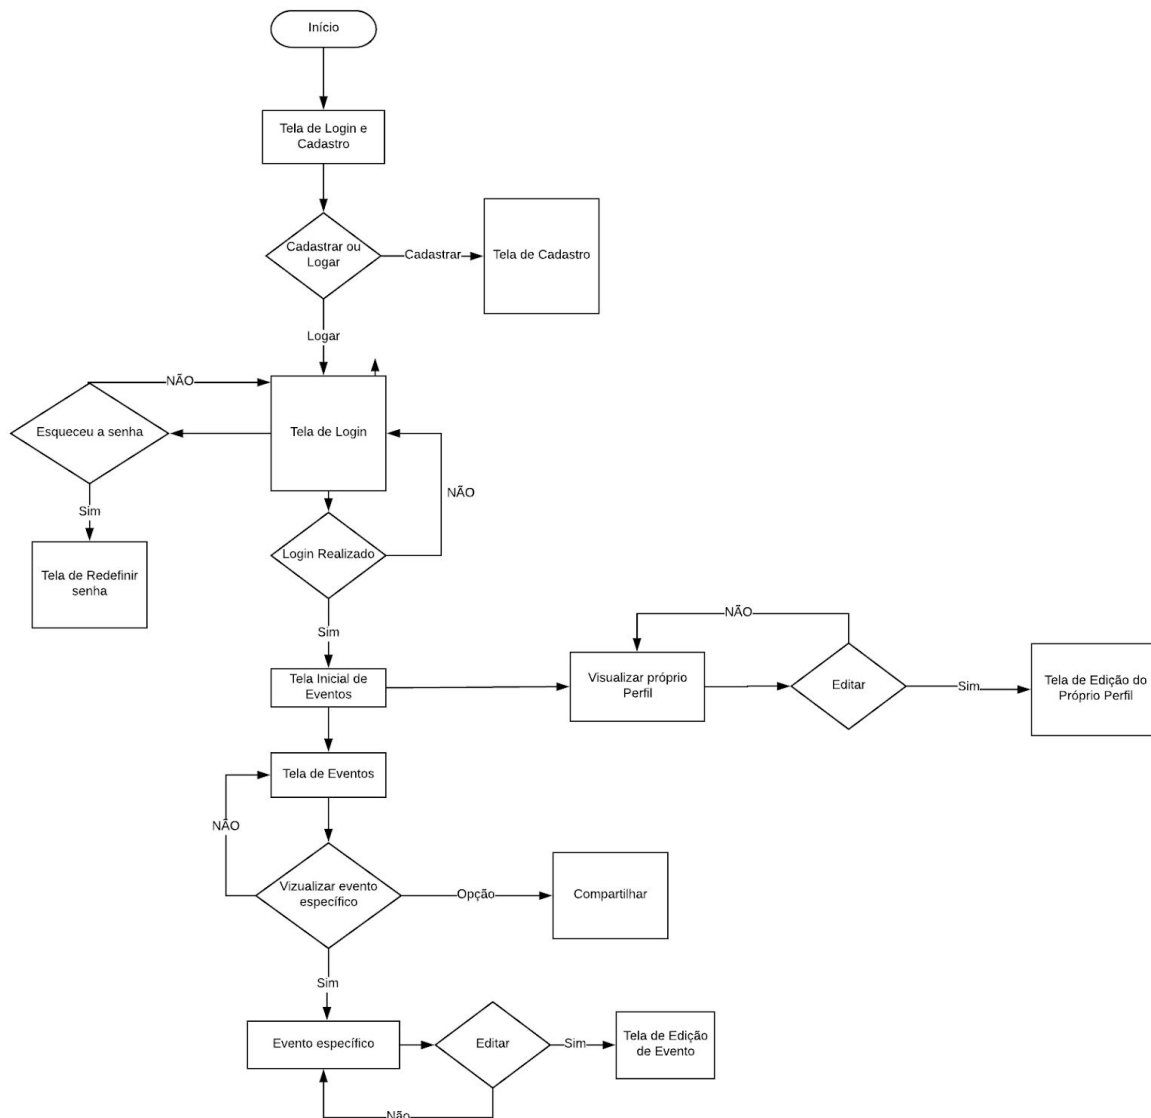 Início
Tela de Login e
Cadastro
Cadastrar ou
Logar
Cadastrar
Tela de Cadastro
Logar
NÃO
Esqueceu a senha
Tela de Login
NÃO
Sim
Login Realizado
Tela de Redefinir
senha
Sim
NÃO
Tela Inicial de
Eventos
Visualizar próprio
Perfil
Editar
Sim
Tela de Edição do
Próprio Perfil
Tela de Eventos
NÃO
Vizualizar evento
específico
Opção
Compartilhar
Sim
Evento específico
Editar
Sim
Tela de Edição
de Evento
Não